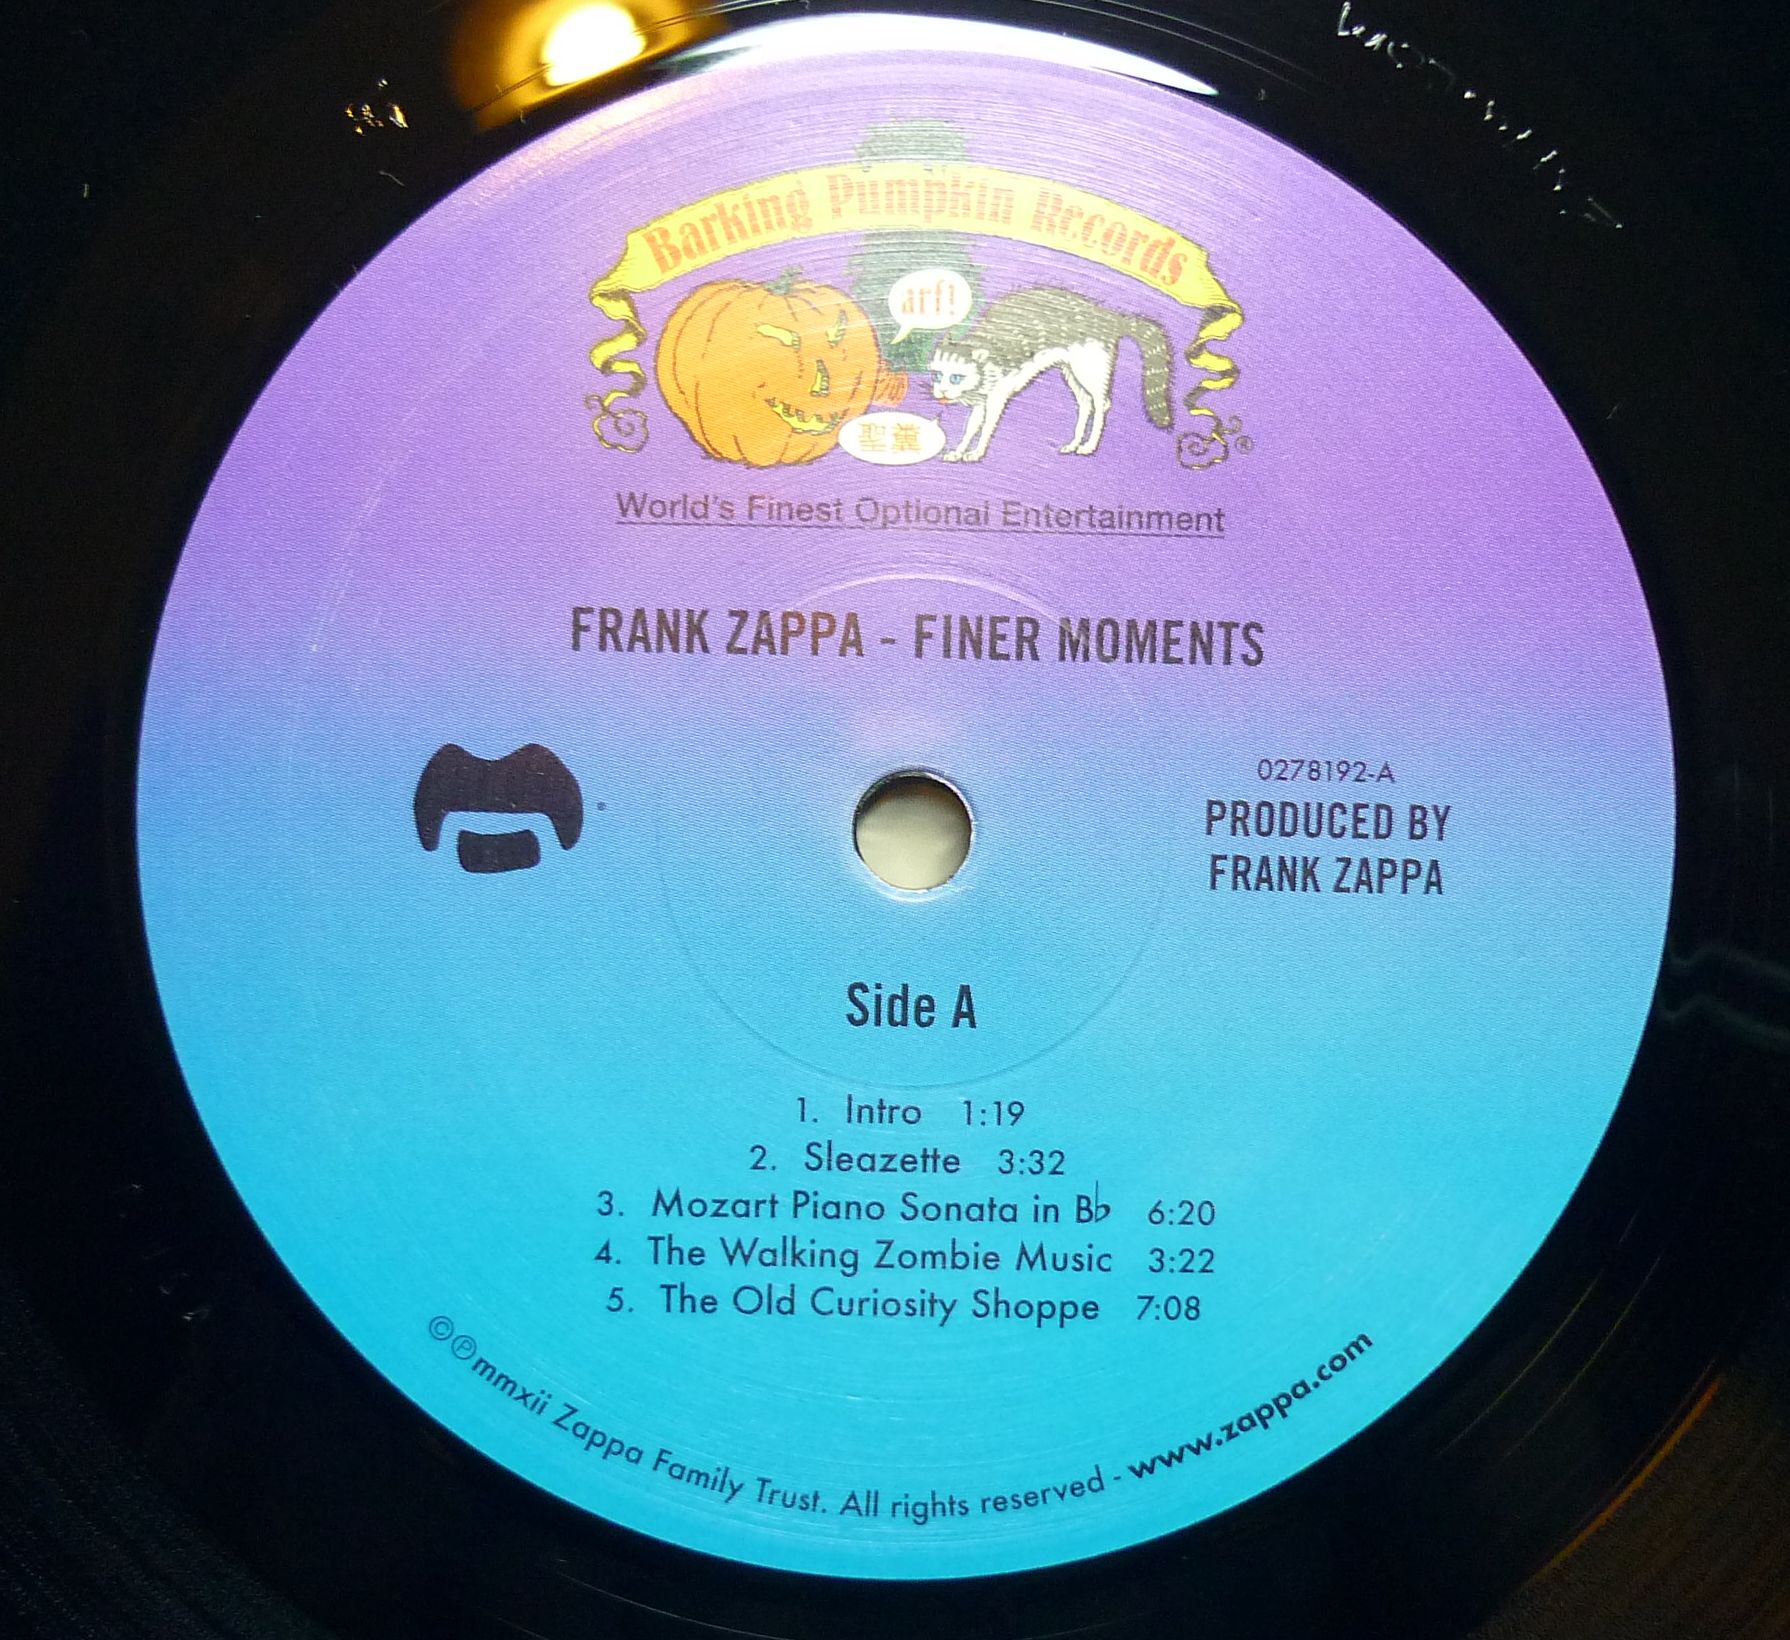 Barking Pumpkin Records
arf!
聖糞
®
World's Finest Optional Entertainment
FRANK ZAPPA - FINER MOMENTS
0278192-A
PRODUCED BY
FRANK ZAPPA
Side A
1. Intro 1:19
2. Sleazette 3:32
3. Mozart Piano Sonata in B♭ 6:20
4. The Walking Zombie Music 3:22
5. The Old Curiosity Shoppe 7:08
©℗ mmxii Zappa Family Trust. All rights reserved - www.zappa.com